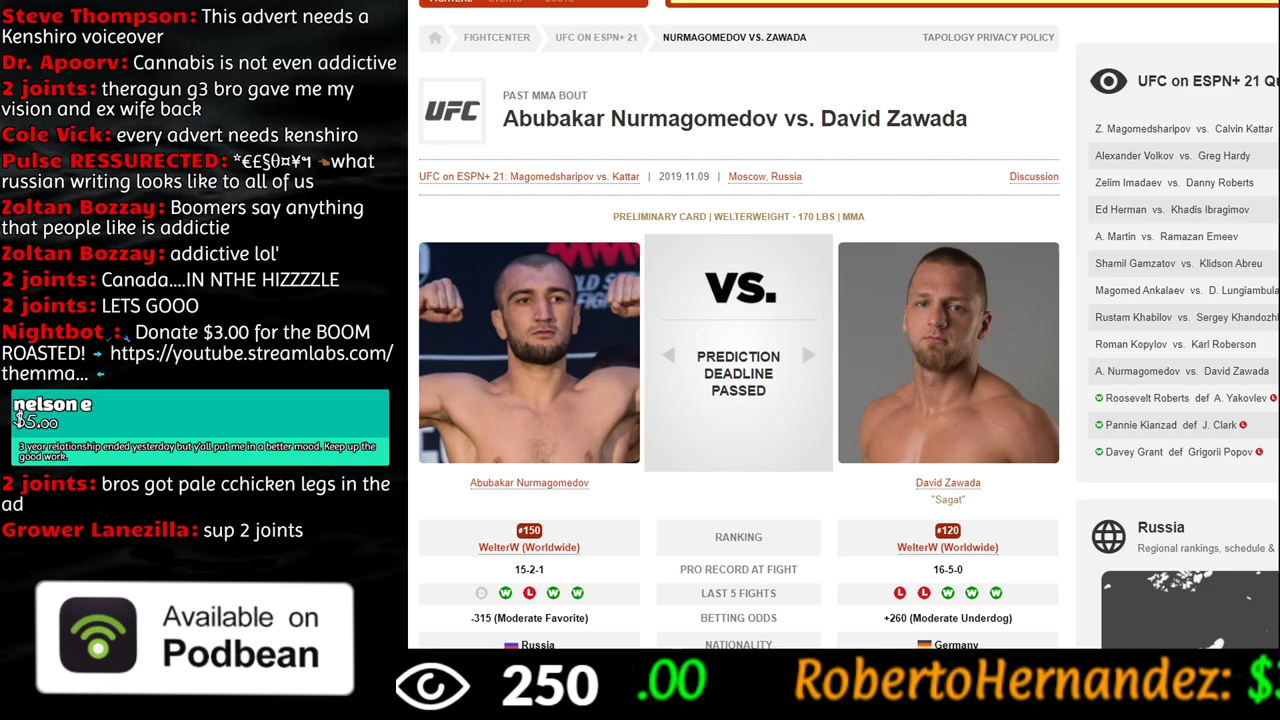 Steve Thompson: This advert needs a
Kenshiro voiceover
Dr. Apoorv: Cannabis is not even addictive
2 joints: theragun g3 bro gave me my
vision and ex wife back
Cole Vick: every advert needs kenshiro
Pulse RESSURECTED: *€£§θ¤¥ what
russian writing looks like to all of us
Zoltan Bozzay: Boomers say anything
that people like is addictie
Zoltan Bozzay: addictive lol'
2 joints: Canada....IN NTHE HIZZZZLE
2 joints: LETS GOOO
Nightbot : Donate $3.00 for the BOOM
ROASTED! https://youtube.streamlabs.com/
themma...
nelson e
$5.00
3 year relationship ended yesterday but y'all put me in a better mood. Keep up the
good work.
2 joints: bros got pale cchicken legs in the
ad
Grower Lanezilla: sup 2 joints
Available on
Podbean
FIGHTCENTER UFC ON ESPN+ 21 NURMAGOMEDOV VS. ZAWADA TAPOLOGY PRIVACY POLICY
UFC
PAST MMA BOUT
Abubakar Nurmagomedov vs. David Zawada
UFC on ESPN+ 21: Magomedsharipov vs. Kattar | 2019.11.09 | Moscow, Russia Discussion
PRELIMINARY CARD | WELTERWEIGHT · 170 LBS | MMA
VS.
PREDICTION
DEADLINE
PASSED
Abubakar Nurmagomedov David Zawada
"Sagat"
#150 RANKING #120
WelterW (Worldwide) WelterW (Worldwide)
15-2-1 PRO RECORD AT FIGHT 16-5-0
D W L W W LAST 5 FIGHTS L L W W W
-315 (Moderate Favorite) BETTING ODDS +260 (Moderate Underdog)
Russia NATIONALITY Germany
UFC on ESPN+ 21 Qu
Z. Magomedsharipov vs. Calvin Kattar
Alexander Volkov vs. Greg Hardy
Zelim Imadaev vs. Danny Roberts
Ed Herman vs. Khadis Ibragimov
A. Martin vs. Ramazan Emeev
Shamil Gamzatov vs. Klidson Abreu
Magomed Ankalaev vs. D. Lungiambula
Rustam Khabilov vs. Sergey Khandozh
Roman Kopylov vs. Karl Roberson
A. Nurmagomedov vs. David Zawada
W Roosevelt Roberts def A. Yakovlev L
W Pannie Kianzad def J. Clark L
W Davey Grant def Grigorii Popov L
Russia
Regional rankings, schedule &
250 .00 RobertoHernandez: